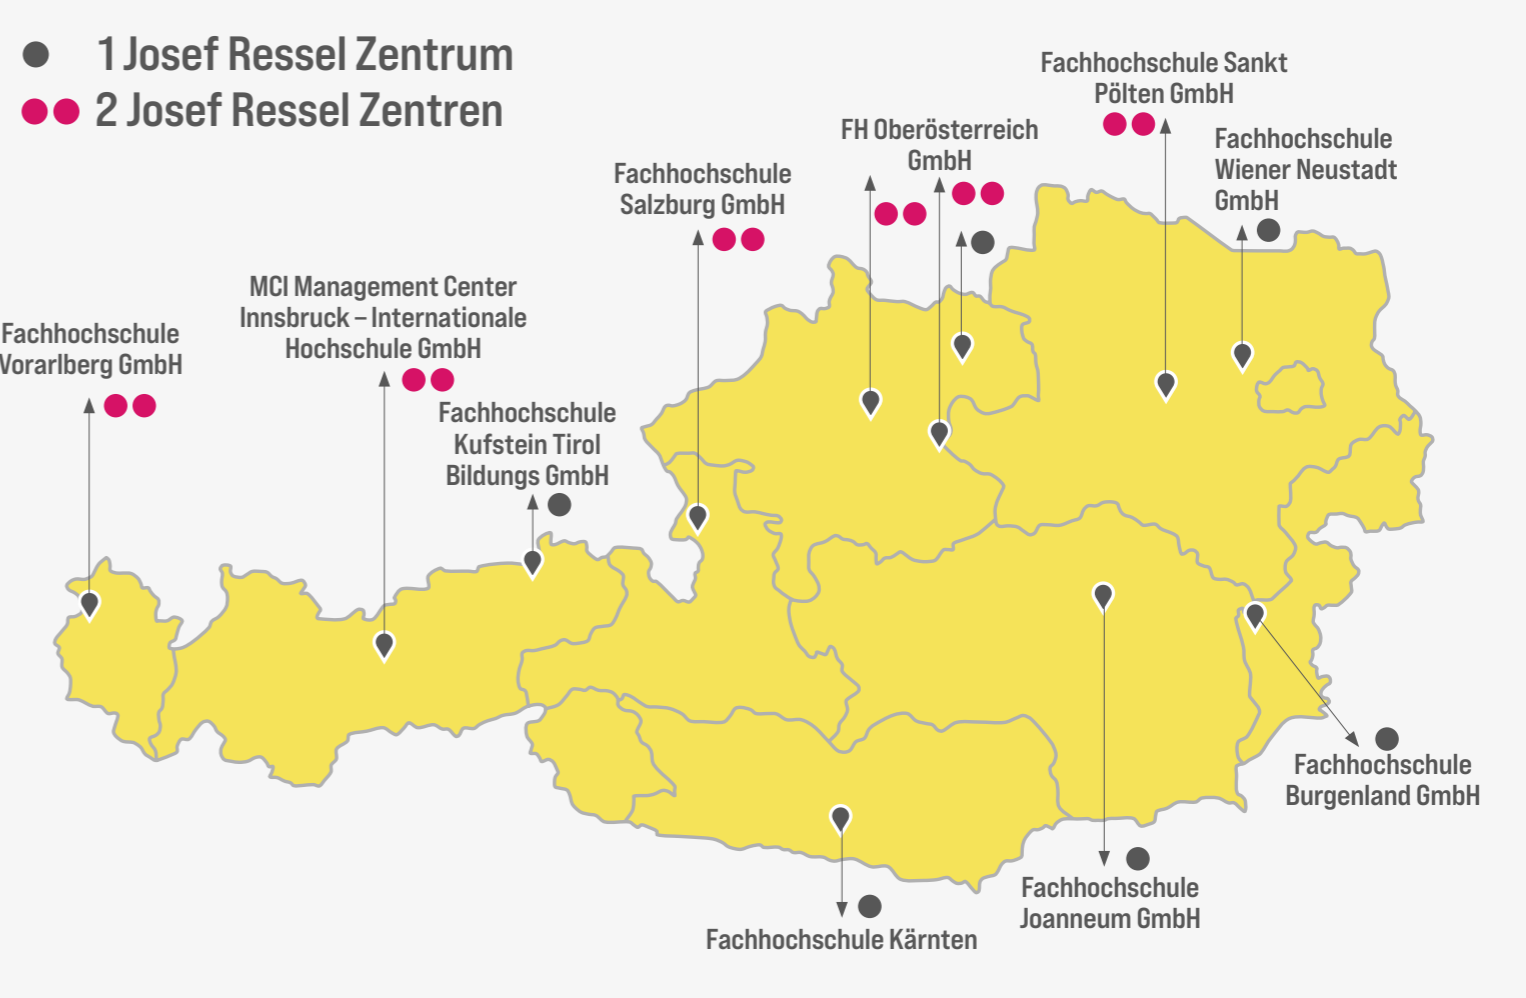 1 Josef Ressel Zentrum
2 Josef Ressel Zentren
Fachhochschule Sankt
Pölten GmbH
FH Oberösterreich
GmbH
Fachhochschule
Wiener Neustadt
GmbH
Fachhochschule
Salzburg GmbH
MCI Management Center
Innsbruck – Internationale
Hochschule GmbH
Fachhochschule
Vorarlberg GmbH
Fachhochschule
Kufstein Tirol
Bildungs GmbH
Fachhochschule
Burgenland GmbH
Fachhochschule
Joanneum GmbH
Fachhochschule Kärnten